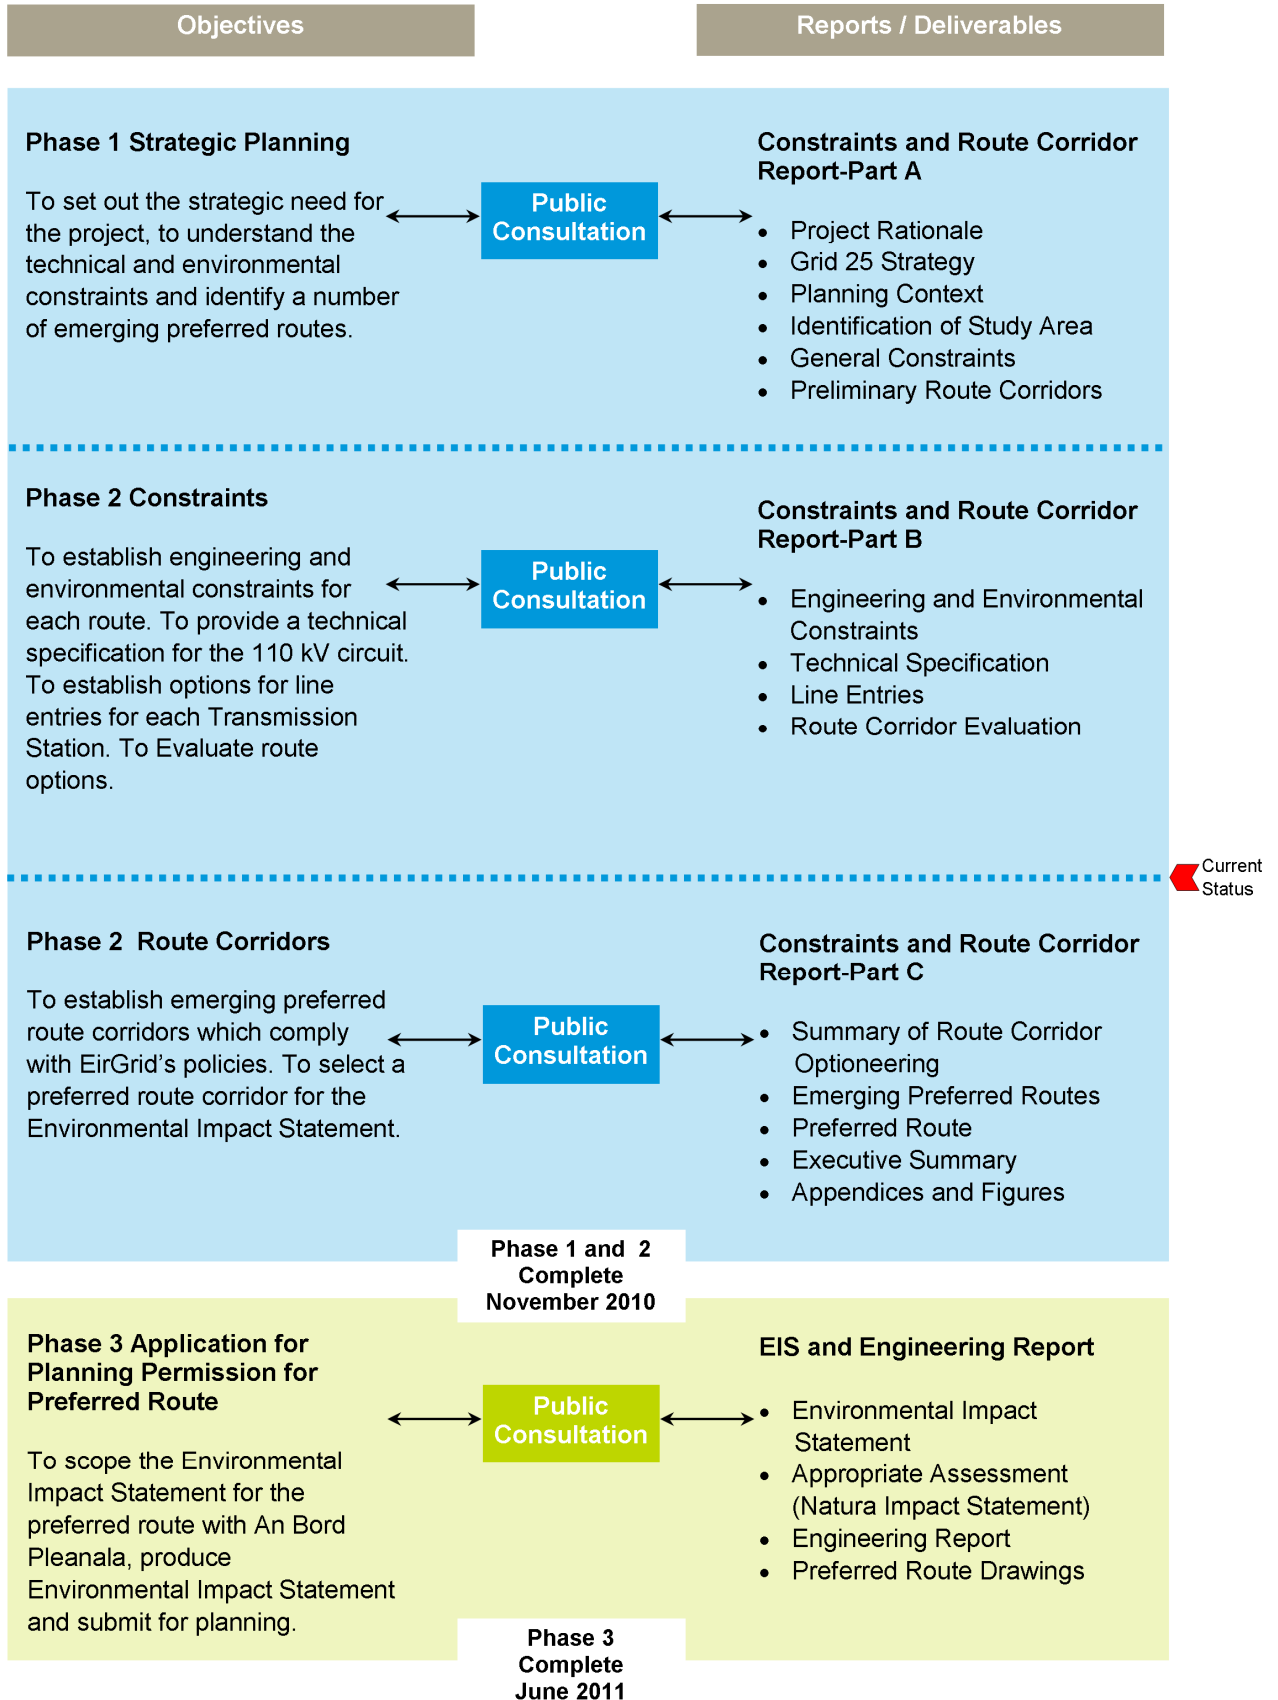 Objectives
Reports / Deliverables
Phase 1 Strategic Planning
To set out the strategic need for
the project, to understand the
technical and environmental
constraints and identify a number
of emerging preferred routes.
Public
Consultation
Constraints and Route Corridor
Report-Part A
• Project Rationale
• Grid 25 Strategy
• Planning Context
• Identification of Study Area
• General Constraints
• Preliminary Route Corridors
Phase 2 Constraints
To establish engineering and
environmental constraints for
each route. To provide a technical
specification for the 110 kV circuit.
To establish options for line
entries for each Transmission
Station. To Evaluate route
options.
Public
Consultation
Constraints and Route Corridor
Report-Part B
• Engineering and Environmental
Constraints
• Technical Specification
• Line Entries
• Route Corridor Evaluation
Current
Status
Phase 2  Route Corridors
To establish emerging preferred
route corridors which comply
with EirGrid’s policies. To select a
preferred route corridor for the
Environmental Impact Statement.
Public
Consultation
Constraints and Route Corridor
Report-Part C
• Summary of Route Corridor
Optioneering
• Emerging Preferred Routes
• Preferred Route
• Executive Summary
• Appendices and Figures
Phase 1 and  2
Complete
November 2010
Phase 3 Application for
Planning Permission for
Preferred Route
To scope the Environmental
Impact Statement for the
preferred route with An Bord
Pleanala, produce
Environmental Impact Statement
and submit for planning.
Public
Consultation
EIS and Engineering Report
• Environmental Impact
Statement
• Appropriate Assessment
(Natura Impact Statement)
• Engineering Report
• Preferred Route Drawings
Phase 3
Complete
June 2011